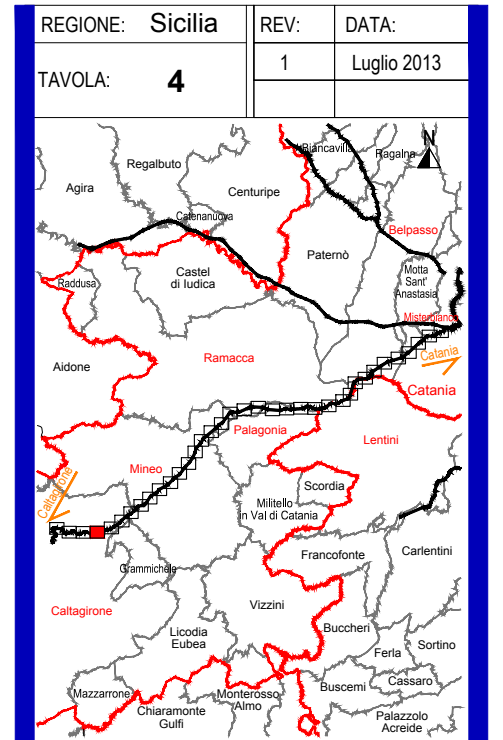 REGIONE: Sicilia
REV: DATA:
TAVOLA: 4
1 Luglio 2013
N
Biancavilla
Ragalna
Regalbuto
Agira
Centuripe
Catenanuova
Belpasso
Paternò
Motta
Sant'
Anastasia
Castel
di Iudica
Raddusa
Misterbianco
Ramacca
Catania
Aidone
Catania
Palagonia
Lentini
Mineo
Caltagirone
Scordia
Militello
in Val di Catania
Francofonte
Carlentini
Grammichele
Caltagirone
Vizzini
Licodia
Eubea
Buccheri
Ferla
Sortino
Cassaro
Buscemi
Mazzarrone
Monterosso
Almo
Chiaramonte
Gulfi
Palazzolo
Acreide